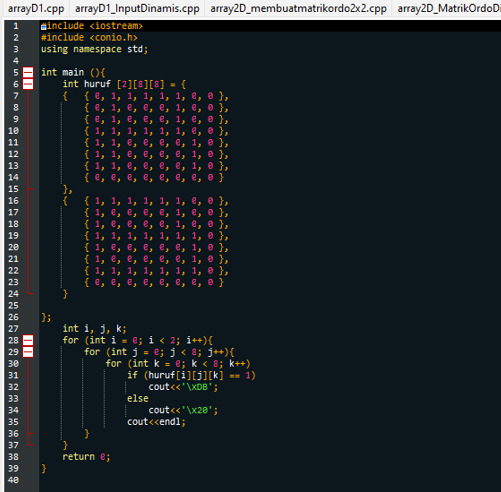 arrayD1.cpp arrayD1_InputDinamis.cpp array2D_membuatmatrikordo2x2.cpp array2D_MatrikOrdoDi
1 #include <iostream>
2 #include <conio.h>
3 using namespace std;
4
5 int main (){
6 int huruf [2][8][8] = {
7 { { 0, 1, 1, 1, 1, 1, 0, 0 },
8 { 0, 1, 0, 0, 0, 1, 0, 0 },
9 { 0, 1, 0, 0, 0, 1, 0, 0 },
10 { 1, 1, 1, 1, 1, 1, 0, 0 },
11 { 1, 1, 0, 0, 0, 1, 0, 0 },
12 { 1, 1, 0, 0, 0, 1, 0, 0 },
13 { 1, 1, 0, 0, 0, 1, 0, 0 },
14 { 0, 0, 0, 0, 0, 0, 0, 0 }
15 },
16 { { 1, 1, 1, 1, 1, 1, 0, 0 },
17 { 1, 0, 0, 0, 0, 1, 0, 0 },
18 { 1, 0, 0, 0, 0, 1, 0, 0 },
19 { 1, 1, 1, 1, 1, 1, 1, 0 },
20 { 1, 1, 0, 0, 0, 0, 1, 0 },
21 { 1, 1, 0, 0, 0, 0, 1, 0 },
22 { 1, 1, 1, 1, 1, 1, 1, 0 },
23 { 0, 0, 0, 0, 0, 0, 0, 0 }
24 }
25
26 };
27 int i, j, k;
28 for (int i = 0; i < 2; i++){
29 for (int j = 0; j < 8; j++){
30 for (int k = 0; k < 8; k++)
31 if (huruf[i][j][k] == 1)
32 cout<<'\xDB';
33 else
34 cout<<'\x20';
35 cout<<endl;
36 }
37 }
38 return 0;
39 }
40